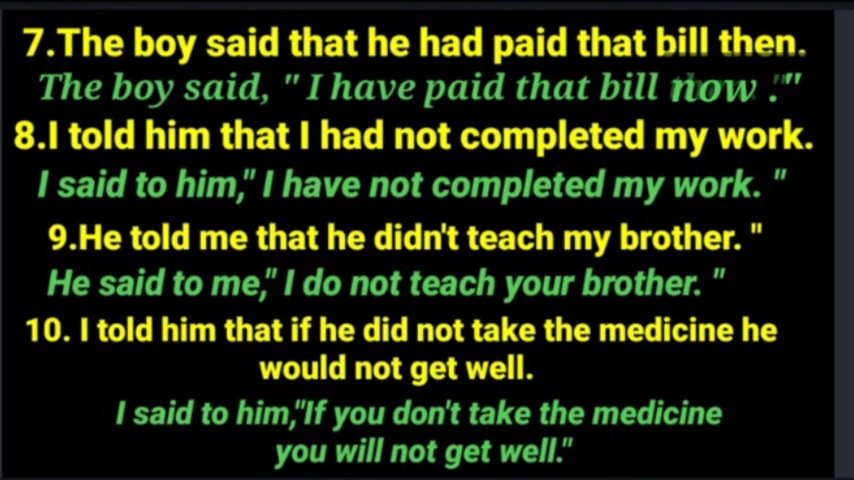 7.The boy said that he had paid that bill then.
The boy said, " I have paid that bill now ."
8.I told him that I had not completed my work.
I said to him," I have not completed my work. "
9.He told me that he didn't teach my brother. "
He said to me," I do not teach your brother. "
10. I told him that if he did not take the medicine he
would not get well.
I said to him,"If you don't take the medicine
you will not get well."